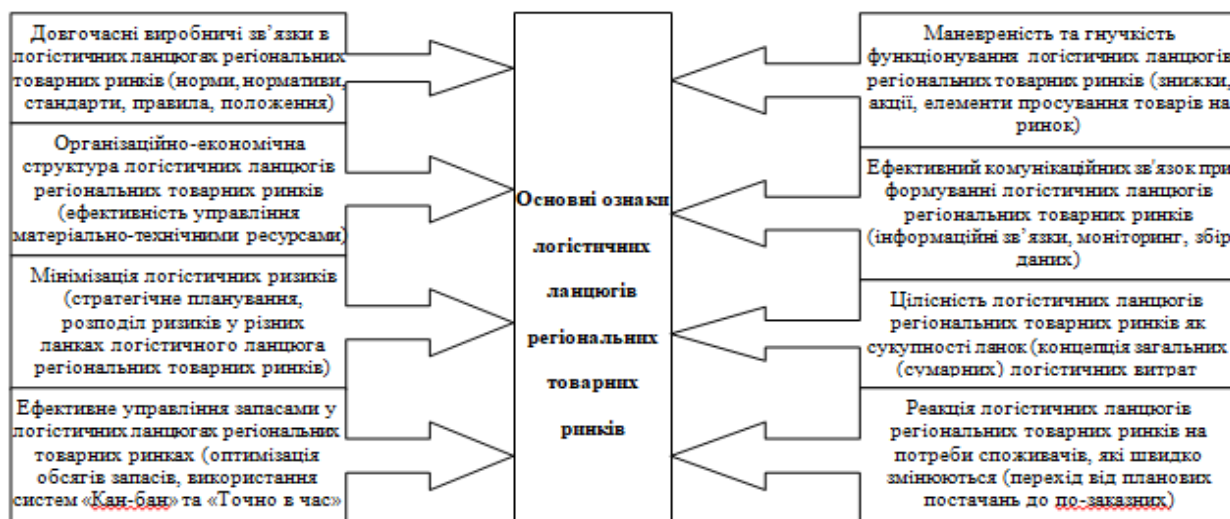 Довгочасні виробничі зв’язки в
логістичних ланцюгах регіональних
товарних ринків (норми, нормативи,
стандарти, правила, положення)
Організаційно-економічна
структура логістичних ланцюгів
регіональних товарних ринків
(ефективність управління
матеріально-технічними ресурсами)
Мінімізація логістичних ризиків
(стратегічне планування,
розподіл ризиків у різних
ланках логістичного ланцюга
регіональних товарних ринків)
Ефективне управління запасами у
логістичних ланцюгах регіональних
товарних ринках (оптимізація
обсягів запасів, використання
систем «Кан-бан» та «Точно в час»
Основні ознаки
логістичних
ланцюгів
регіональних
товарних
ринків
Маневреність та гнучкість
функціонування логістичних ланцюгів
регіональних товарних ринків (знижки,
акції, елементи просування товарів на
ринок)
Ефективний комунікаційних зв'язок при
формуванні логістичних ланцюгів
регіональних товарних ринків
(інформаційні зв’язки, моніторинг, збір
даних)
Цілісність логістичних ланцюгів
регіональних товарних ринків як
сукупності ланок (концепція загальних
(сумарних) логістичних витрат
Реакція логістичних ланцюгів
регіональних товарних ринків на
потреби споживачів, які швидко
змінюються (перехід від планових
постачань до по-заказних)